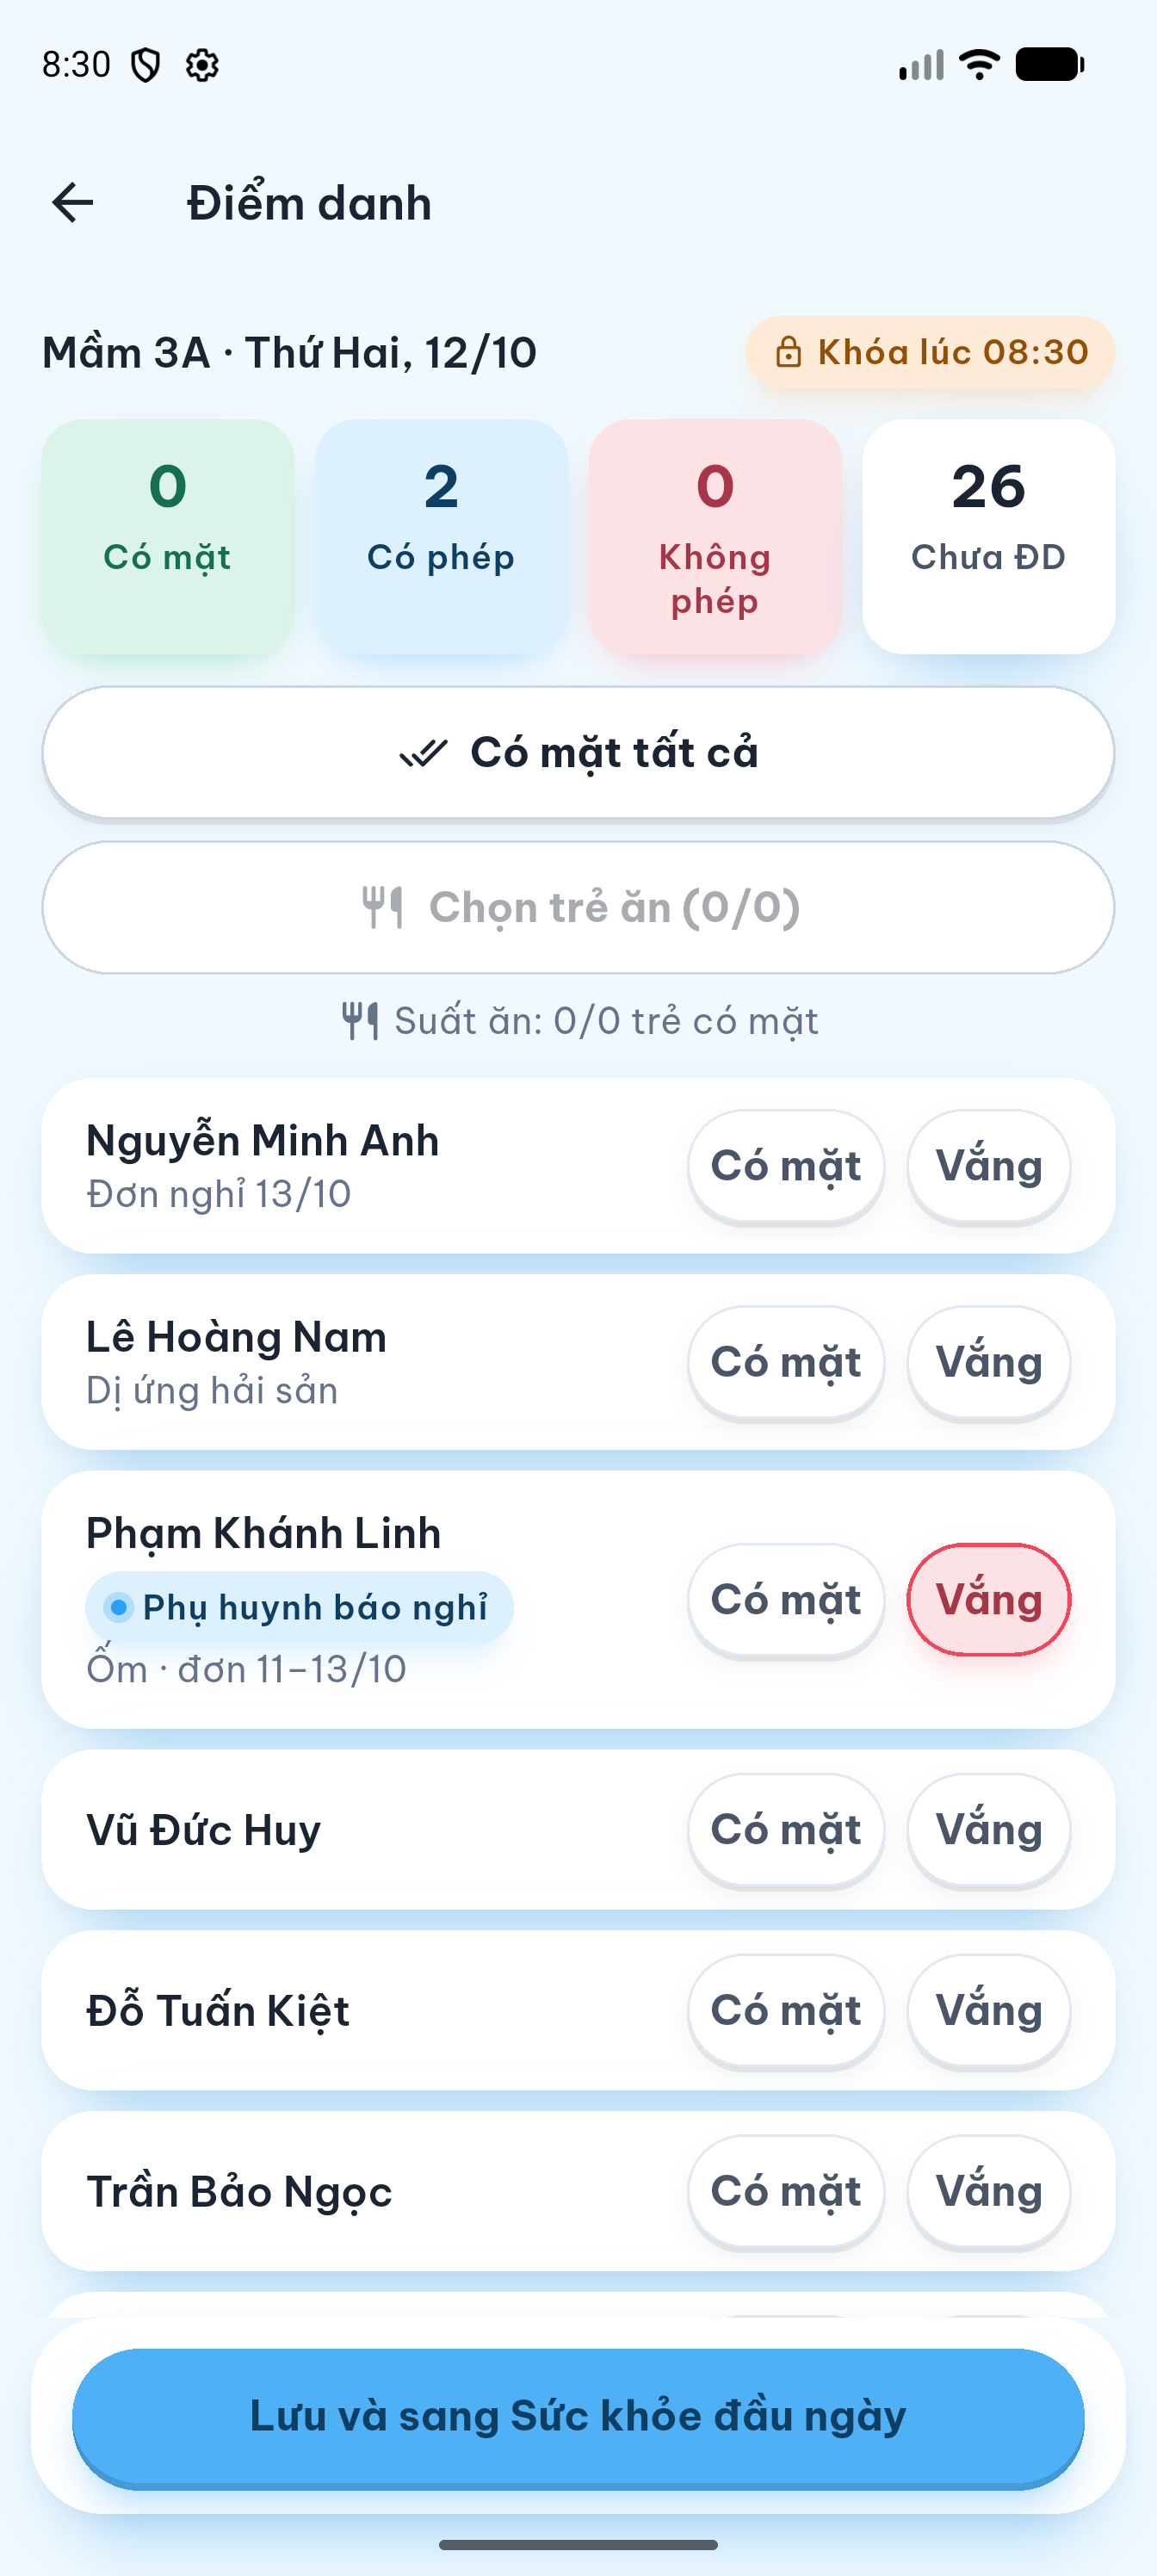 8:30
Điểm danh
Mầm 3A · Thứ Hai, 12/10
Khóa lúc 08:30
0
Có mặt
2
Có phép
0
Không
phép
26
Chưa ĐD
Có mặt tất cả
Chọn trẻ ăn (0/0)
Suất ăn: 0/0 trẻ có mặt
Nguyễn Minh Anh
Đơn nghỉ 13/10
Có mặt
Vắng
Lê Hoàng Nam
Dị ứng hải sản
Có mặt
Vắng
Phạm Khánh Linh
Phụ huynh báo nghỉ
Ốm · đơn 11–13/10
Có mặt
Vắng
Vũ Đức Huy
Có mặt
Vắng
Đỗ Tuấn Kiệt
Có mặt
Vắng
Trần Bảo Ngọc
Có mặt
Vắng
Lưu và sang Sức khỏe đầu ngày